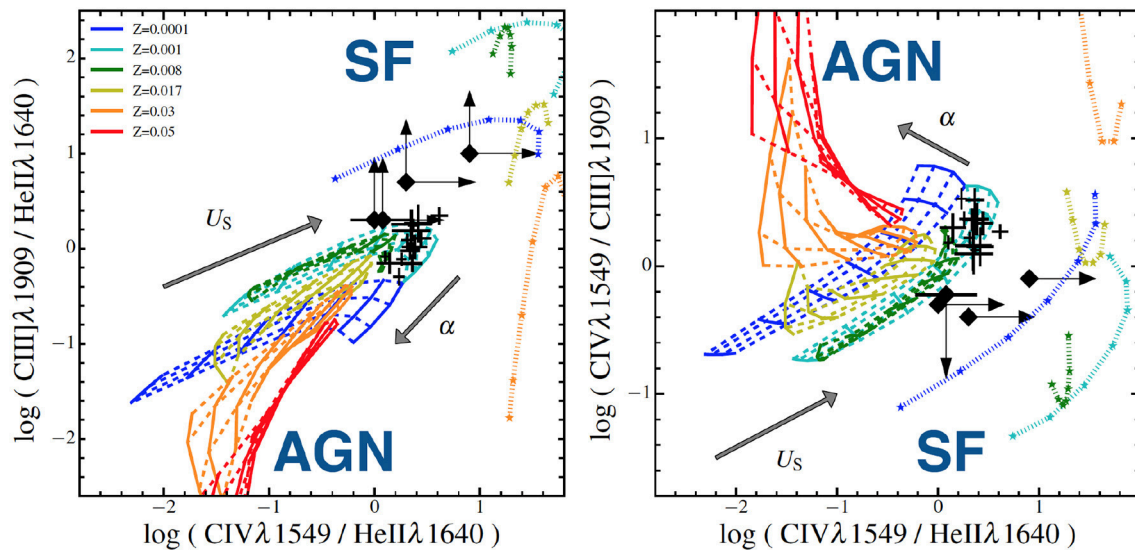 SF
Z=0.0001
Z=0.001
Z=0.008
Z=0.017
Z=0.03
Z=0.05
U_S
α
AGN
2
1
0
−1
−2
−2
−1
0
1
log ( CIII]λ1909 / HeIIλ1640 )
log ( CIVλ1549 / HeIIλ1640 )
AGN
α
U_S
SF
1
0
−1
−2
−1
0
1
log ( CIVλ1549 / CIII]λ1909 )
log ( CIVλ1549 / HeIIλ1640 )